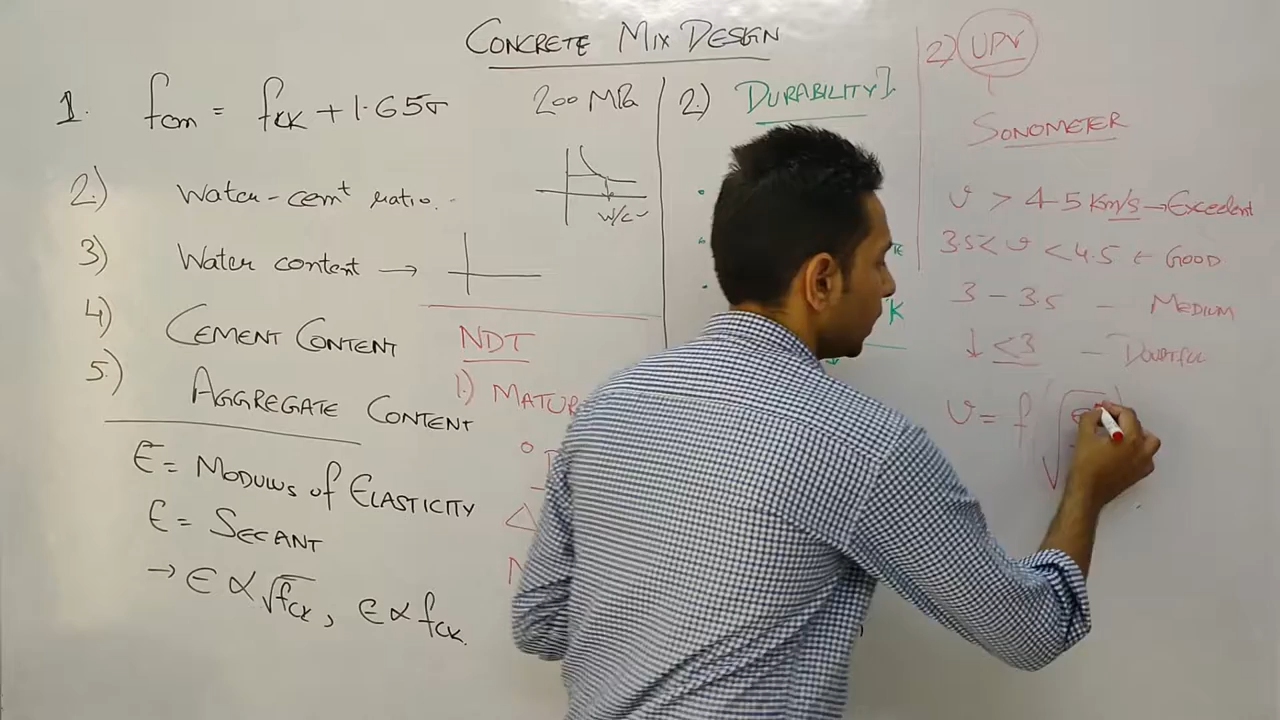 CONCRETE MIX DESIGN
1. fcm = fck + 1.65σ
200 MPa
2.) Water-cemt ratio.
W/C
3) Water content →
4) CEMENT CONTENT
5.) AGGREGATE CONTENT
E = MODULUS of ELASTICITY
E = SECANT
→ E ∝ √fck, E ∝ fck.
NDT
1.) MATUR
2.) DURABILITY].
K
2) UPV
SONOMETER
v > 4.5 Km/s → Excellent
3.5 < v < 4.5 ← GOOD
3 - 3.5 - MEDIUM
↓ < 3 - DOUBTFUL
v = f (√